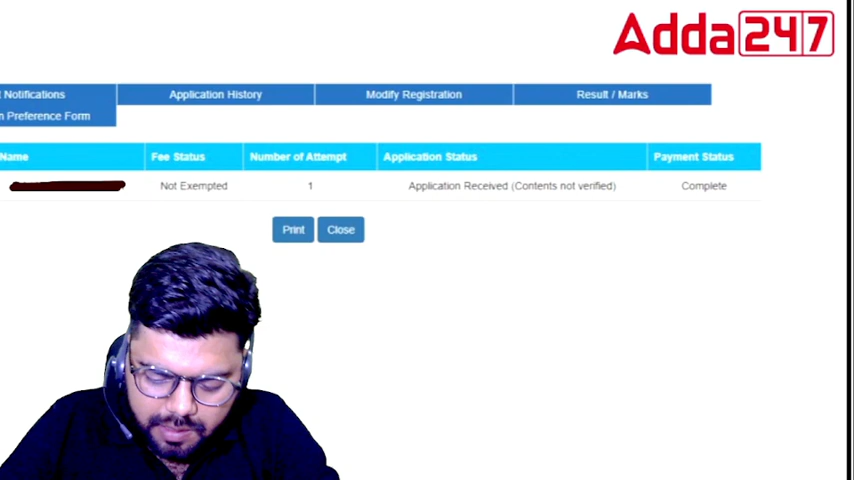 Adda247
Notifications Application History Modify Registration Result / Marks
Preference Form
Name Fee Status Number of Attempt Application Status Payment Status
Not Exempted 1 Application Received (Contents not verified) Complete
Print Close